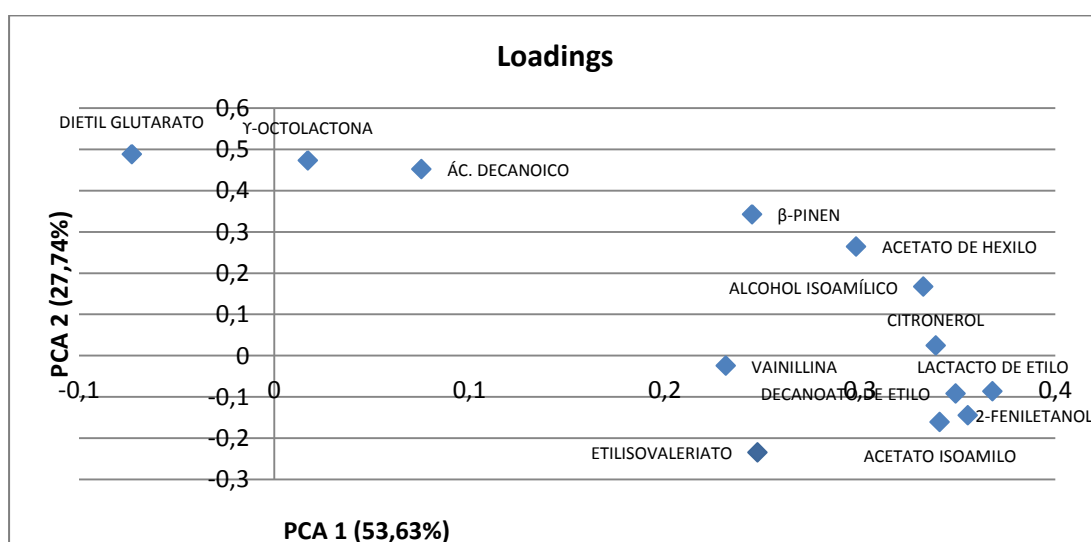 Loadings
0,6
DIETIL GLUTARATO
ϒ-OCTOLACTONA
0,5
ÁC. DECANOICO
0,4
β-PINEN
0,3
ACETATO DE HEXILO
0,2
ALCOHOL ISOAMÍLICO
0,1
CITRONEROL
0
VAINILLINA
LACTACTO DE ETILO
-0,1
0
0,1
0,2
0,3
0,4
-0,1
DECANOATO DE ETILO
2-FENILETANOL
-0,2
ETILISOVALERIATO
ACETATO ISOAMILO
-0,3
PCA 2 (27,74%)
PCA 1 (53,63%)